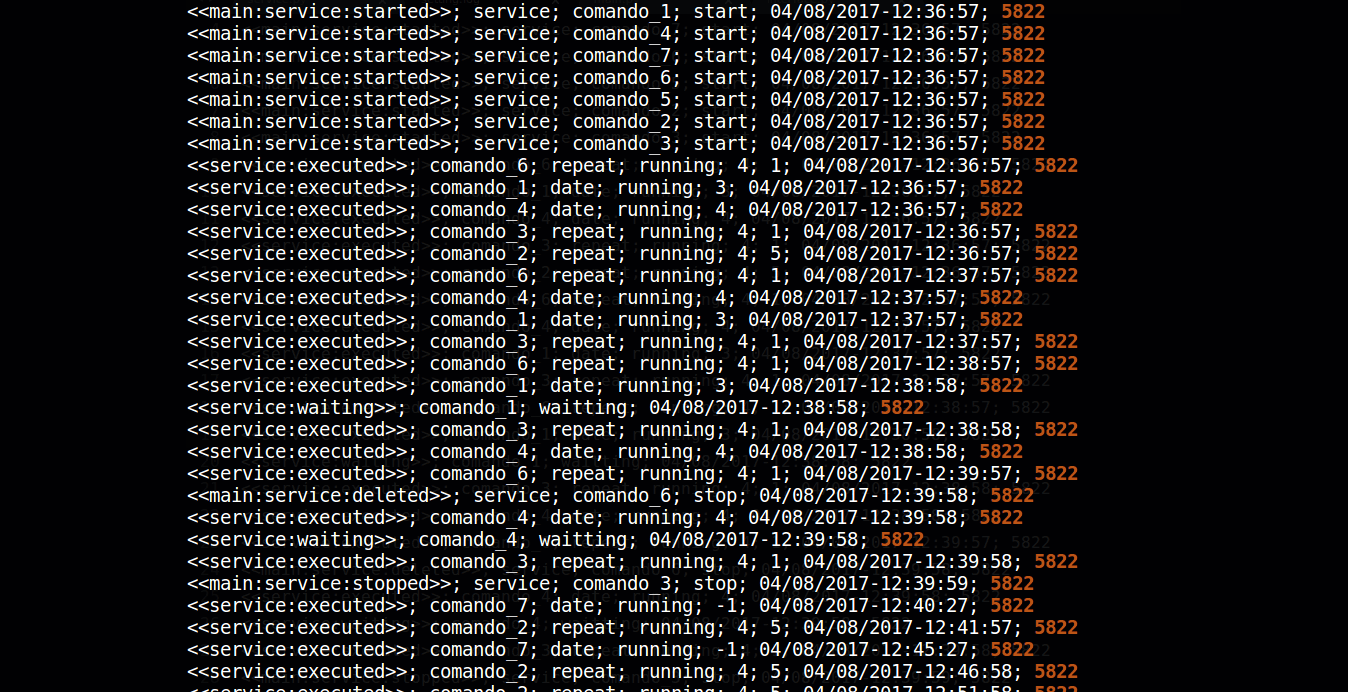 <<main:service:started>>; service; comando_1; start; 04/08/2017-12:36:57; 5822
<<main:service:started>>; service; comando_4; start; 04/08/2017-12:36:57; 5822
<<main:service:started>>; service; comando_7; start; 04/08/2017-12:36:57; 5822
<<main:service:started>>; service; comando_6; start; 04/08/2017-12:36:57; 5822
<<main:service:started>>; service; comando_5; start; 04/08/2017-12:36:57; 5822
<<main:service:started>>; service; comando_2; start; 04/08/2017-12:36:57; 5822
<<main:service:started>>; service; comando_3; start; 04/08/2017-12:36:57; 5822
<<service:executed>>; comando_6; repeat; running; 4; 1; 04/08/2017-12:36:57; 5822
<<service:executed>>; comando_1; date; running; 3; 04/08/2017-12:36:57; 5822
<<service:executed>>; comando_4; date; running; 4; 04/08/2017-12:36:57; 5822
<<service:executed>>; comando_3; repeat; running; 4; 1; 04/08/2017-12:36:57; 5822
<<service:executed>>; comando_2; repeat; running; 4; 5; 04/08/2017-12:36:57; 5822
<<service:executed>>; comando_6; repeat; running; 4; 1; 04/08/2017-12:37:57; 5822
<<service:executed>>; comando_4; date; running; 4; 04/08/2017-12:37:57; 5822
<<service:executed>>; comando_1; date; running; 3; 04/08/2017-12:37:57; 5822
<<service:executed>>; comando_3; repeat; running; 4; 1; 04/08/2017-12:37:57; 5822
<<service:executed>>; comando_6; repeat; running; 4; 1; 04/08/2017-12:38:57; 5822
<<service:executed>>; comando_1; date; running; 3; 04/08/2017-12:38:58; 5822
<<service:waiting>>; comando_1; waitting; 04/08/2017-12:38:58; 5822
<<service:executed>>; comando_3; repeat; running; 4; 1; 04/08/2017-12:38:58; 5822
<<service:executed>>; comando_4; date; running; 4; 04/08/2017-12:38:58; 5822
<<service:executed>>; comando_6; repeat; running; 4; 1; 04/08/2017-12:39:57; 5822
<<main:service:deleted>>; service; comando_6; stop; 04/08/2017-12:39:58; 5822
<<service:executed>>; comando_4; date; running; 4; 04/08/2017-12:39:58; 5822
<<service:waiting>>; comando_4; waitting; 04/08/2017-12:39:58; 5822
<<service:executed>>; comando_3; repeat; running; 4; 1; 04/08/2017-12:39:58; 5822
<<main:service:stopped>>; service; comando_3; stop; 04/08/2017-12:39:59; 5822
<<service:executed>>; comando_7; date; running; -1; 04/08/2017-12:40:27; 5822
<<service:executed>>; comando_2; repeat; running; 4; 5; 04/08/2017-12:41:57; 5822
<<service:executed>>; comando_7; date; running; -1; 04/08/2017-12:45:27; 5822
<<service:executed>>; comando_2; repeat; running; 4; 5; 04/08/2017-12:46:58; 5822
<<service:executed>>; comando_2; repeat; running; 4; 5; 04/08/2017-12:51:58; 5822